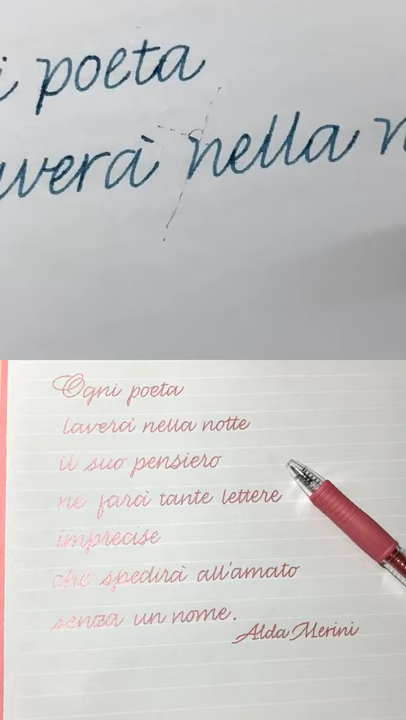 i poeta
averà nella n
Ogni poeta
laverà nella notte
il suo pensiero
ne farà tante lettere
imprecise
che spedirà all'amato
senza un nome.
Alda Merini